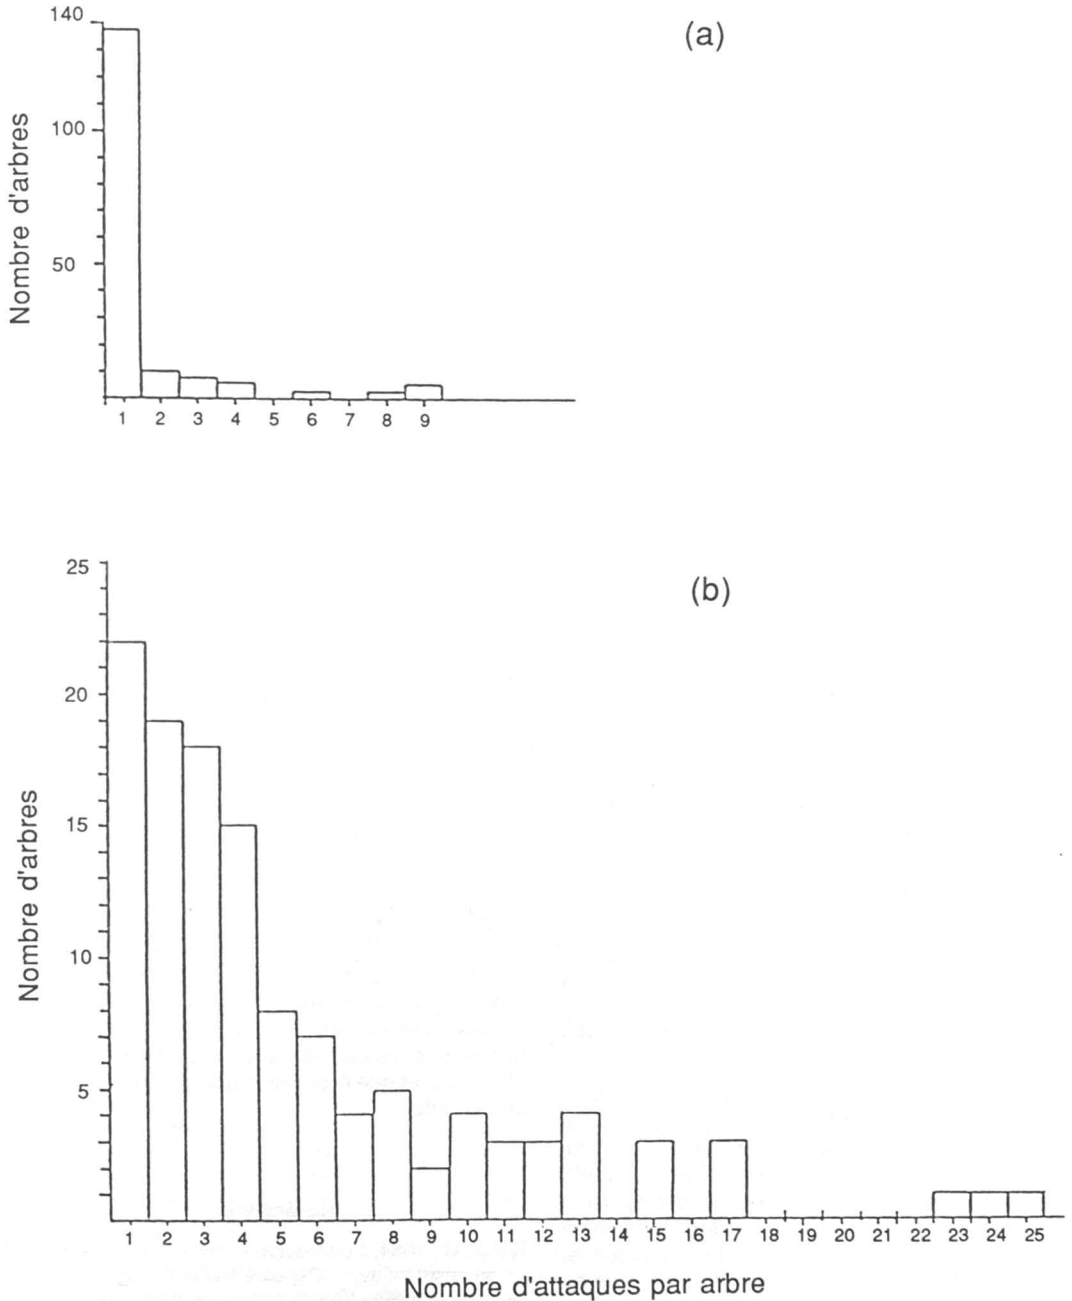 140
(a)
100
50
Nombre d'arbres
1 2 3 4 5 6 7 8 9
25
(b)
20
15
10
5
Nombre d'arbres
1 2 3 4 5 6 7 8 9 10 11 12 13 14 15 16 17 18 19 20 21 22 23 24 25
Nombre d'attaques par arbre